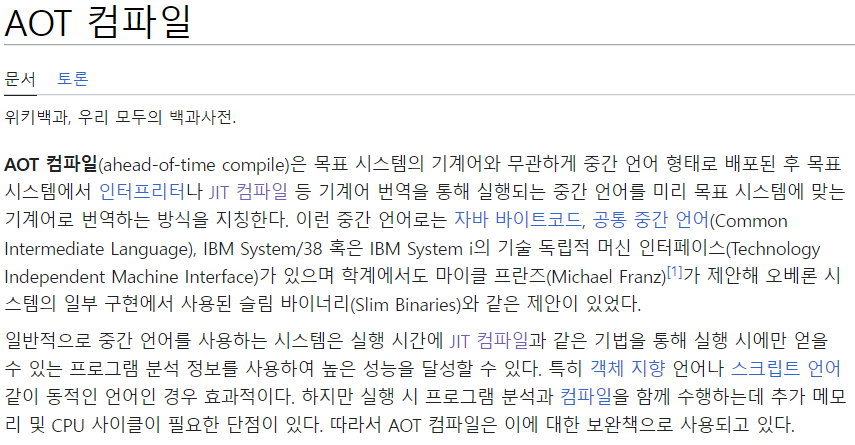 AOT 컴파일
문서 토론
위키백과, 우리 모두의 백과사전.
AOT 컴파일(ahead-of-time compile)은 목표 시스템의 기계어와 무관하게 중간 언어 형태로 배포된 후 목표
시스템에서 인터프리터나 JIT 컴파일 등 기계어 번역을 통해 실행되는 중간 언어를 미리 목표 시스템에 맞는
기계어로 번역하는 방식을 지칭한다. 이런 중간 언어로는 자바 바이트코드, 공통 중간 언어(Common
Intermediate Language), IBM System/38 혹은 IBM System i의 기술 독립적 머신 인터페이스(Technology
Independent Machine Interface)가 있으며 학계에서도 마이클 프란즈(Michael Franz)[1]가 제안해 오베론 시
스템의 일부 구현에서 사용된 슬림 바이너리(Slim Binaries)와 같은 제안이 있었다.
일반적으로 중간 언어를 사용하는 시스템은 실행 시간에 JIT 컴파일과 같은 기법을 통해 실행 시에만 얻을
수 있는 프로그램 분석 정보를 사용하여 높은 성능을 달성할 수 있다. 특히 객체 지향 언어나 스크립트 언어
같이 동적인 언어인 경우 효과적이다. 하지만 실행 시 프로그램 분석과 컴파일을 함께 수행하는데 추가 메모
리 및 CPU 사이클이 필요한 단점이 있다. 따라서 AOT 컴파일은 이에 대한 보완책으로 사용되고 있다.